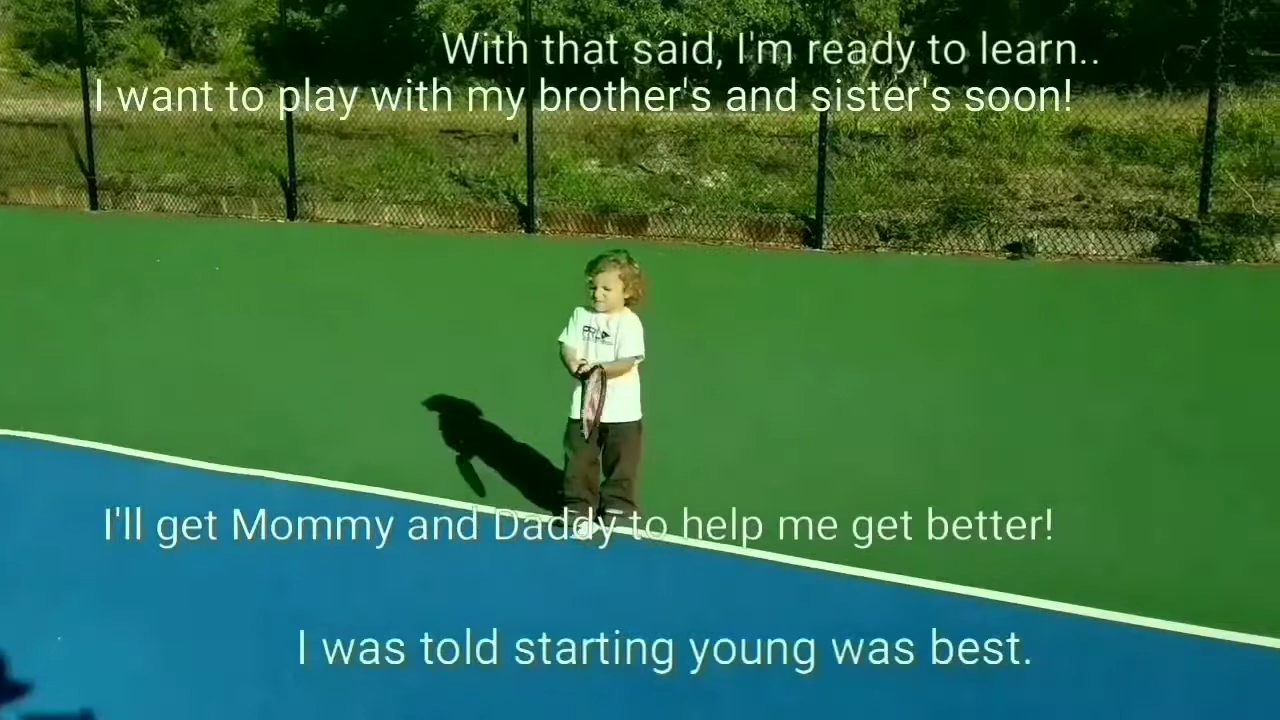 With that said, I'm ready to learn..
I want to play with my brother's and sister's soon!
I'll get Mommy and Daddy to help me get better!
I was told starting young was best.